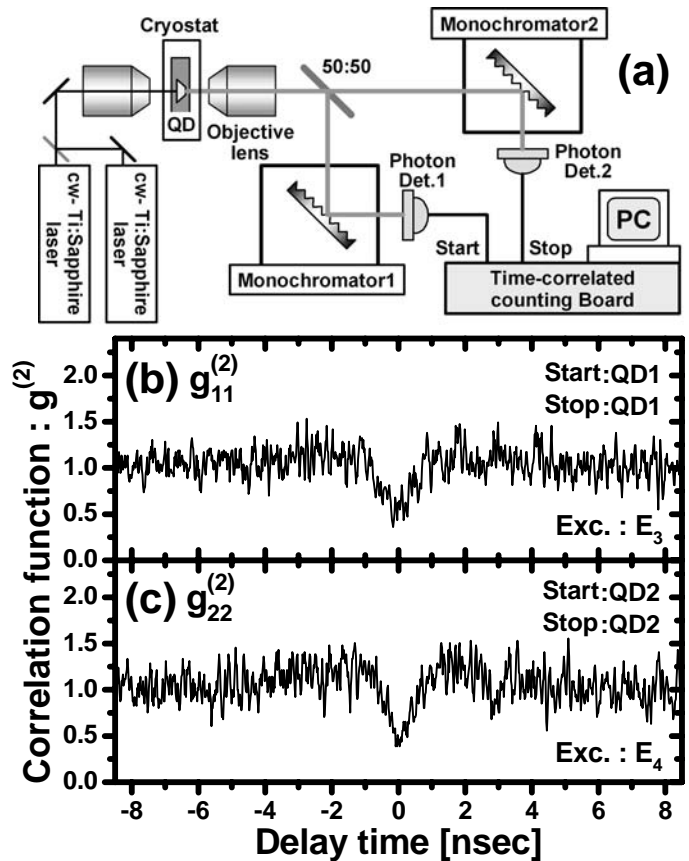 Cryostat
50:50
Monochromator2
(a)
QD
Objective
lens
Photon
Det.1
Photon
Det.2
cw- Ti:Sapphire
laser
cw- Ti:Sapphire
laser
Monochromator1
Start
Stop
PC
Time-correlated
counting Board
Correlation function : g^(2)
(b) g_11^(2)
Start:QD1
Stop:QD1
Exc. : E_3
2.0
1.5
1.0
0.5
0.0
(c) g_22^(2)
Start:QD2
Stop:QD2
Exc. : E_4
2.0
1.5
1.0
0.5
0.0
-8 -6 -4 -2 0 2 4 6 8
Delay time [nsec]